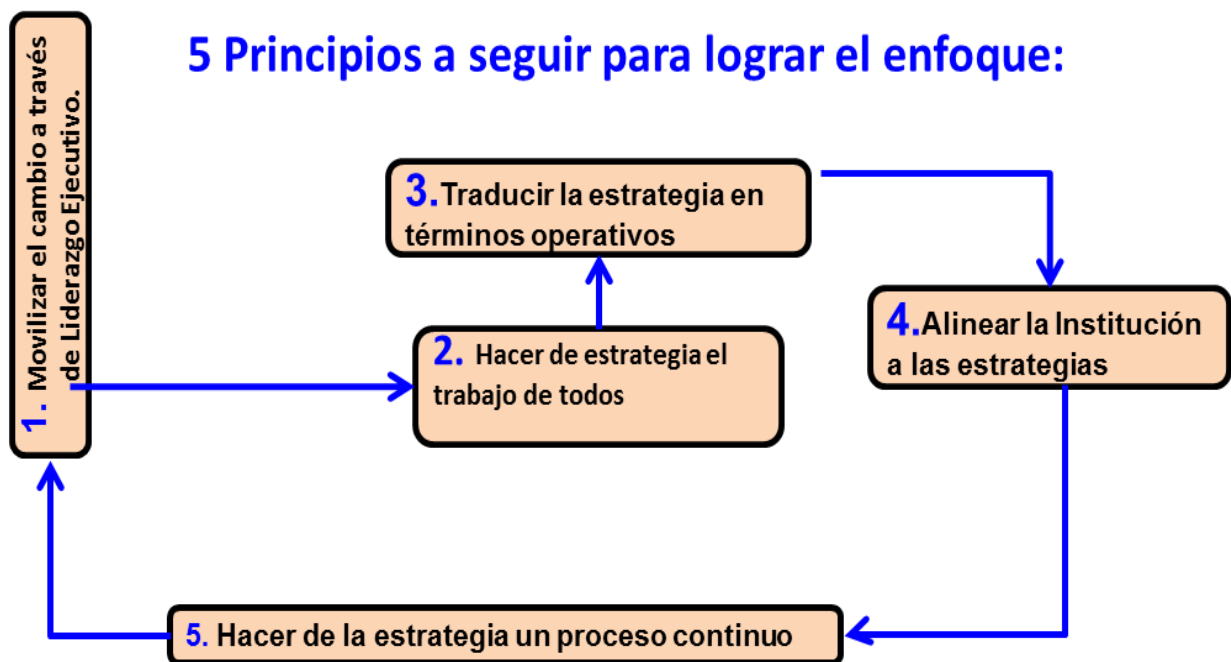 5 Principios a seguir para lograr el enfoque:
1. Movilizar el cambio a través
de Liderazgo Ejecutivo.
2. Hacer de estrategia el
trabajo de todos
3.Traducir la estrategia en
términos operativos
4.Alinear la Institución
a las estrategias
5. Hacer de la estrategia un proceso continuo